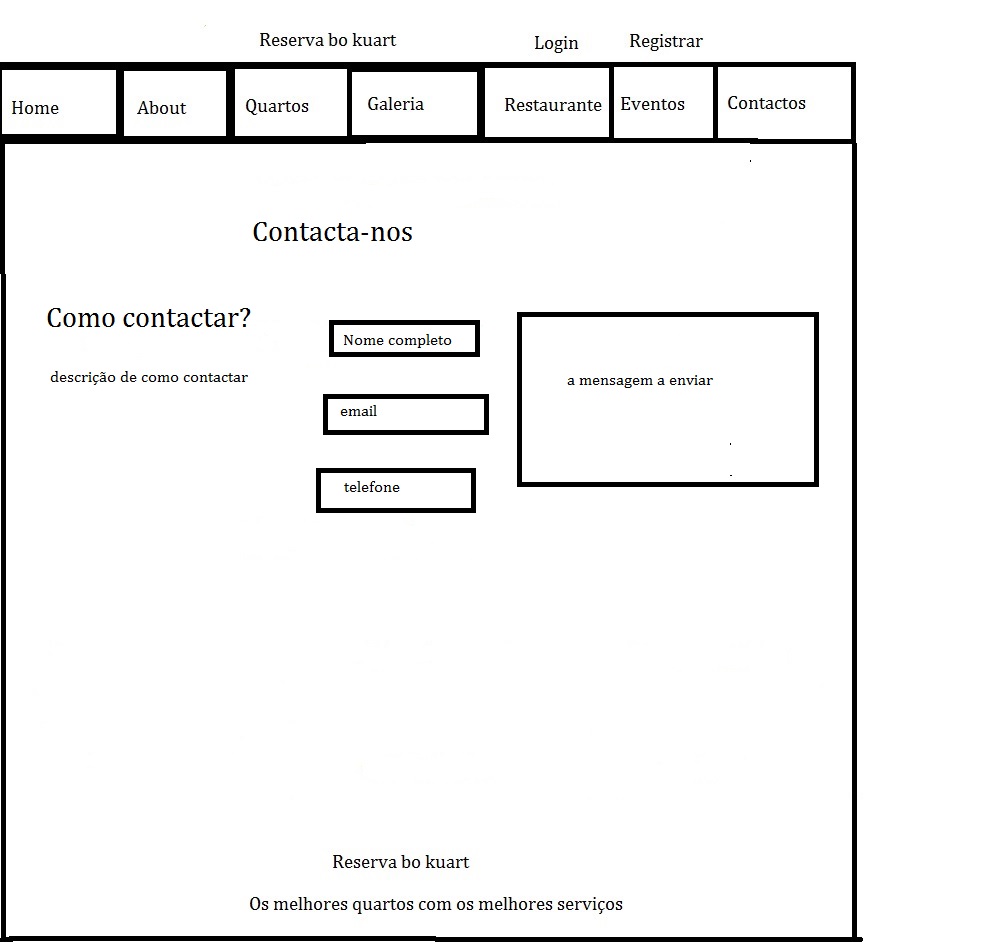 Reserva bo kuart
Login
Registrar
Home
About
Quartos
Galeria
Restaurante
Eventos
Contactos
Contacta-nos
Como contactar?
descrição de como contactar
Nome completo
email
telefone
a mensagem a enviar
Reserva bo kuart
Os melhores quartos com os melhores serviços